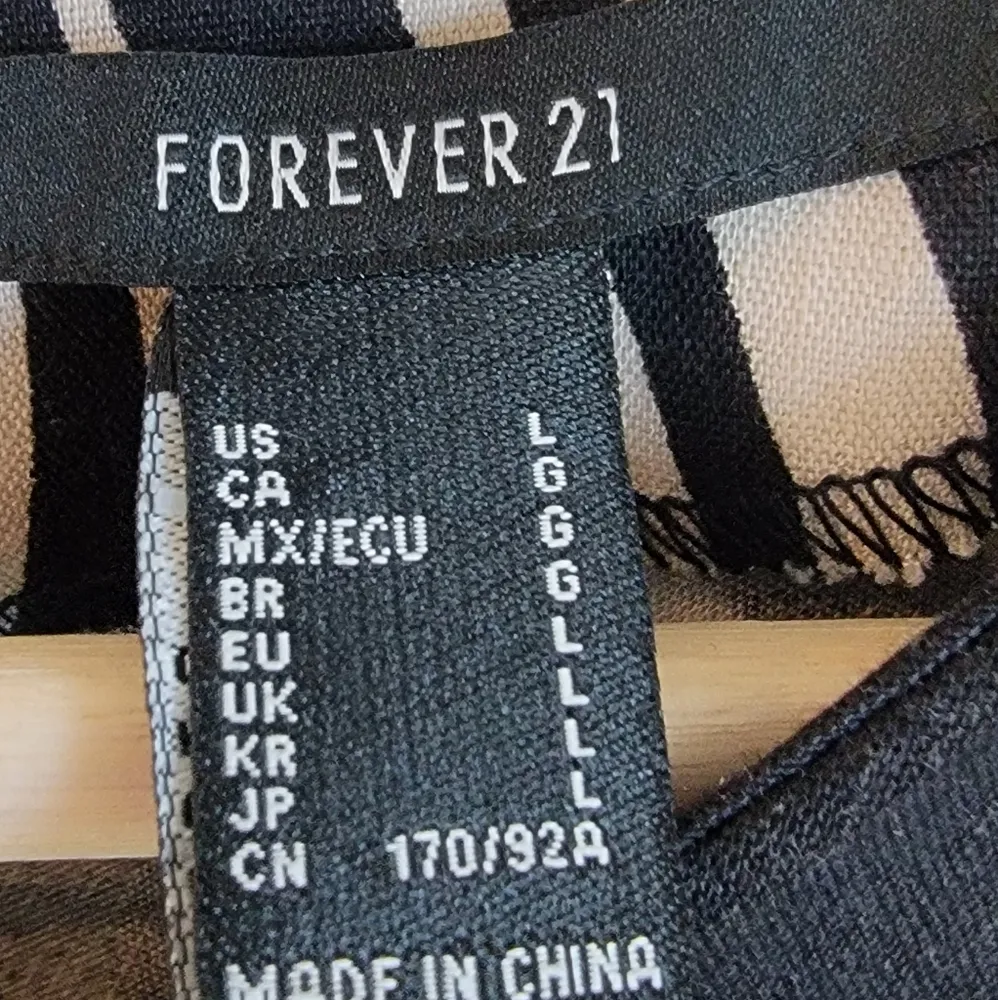 FOREVER 21
US L
CA G
MX/ECU G
BR G
EU L
UK L
KR L
JP L
CN 170/92A
MADE IN CHINA